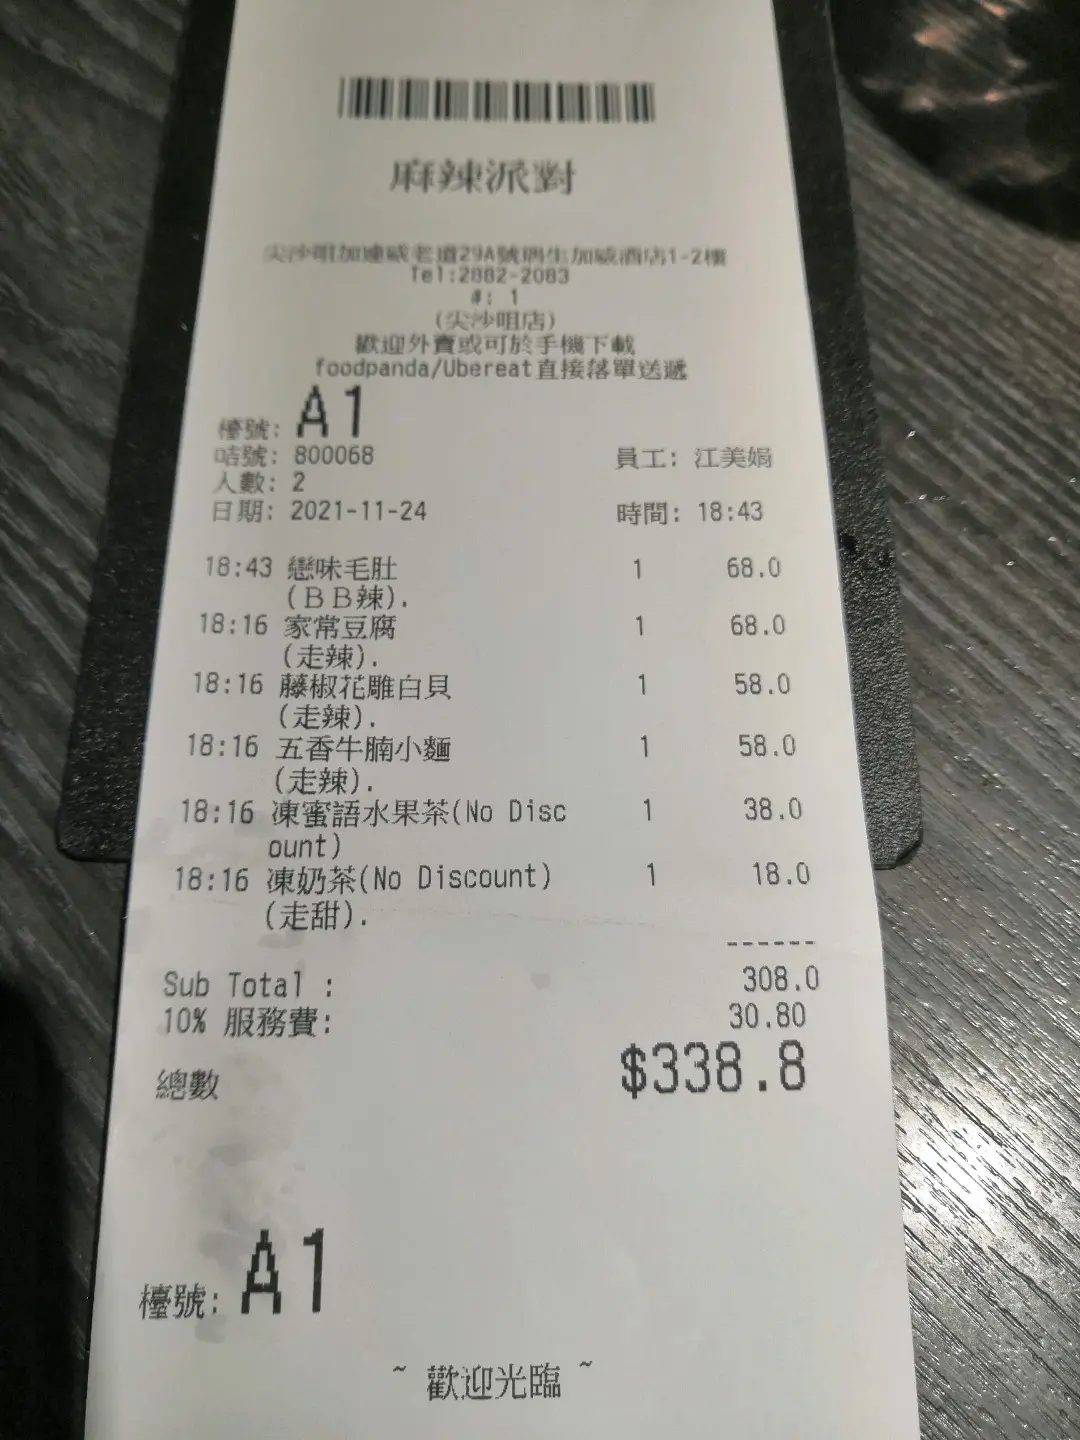 麻辣派對
尖沙咀加連威老道29A號 生加威酒店1-2樓
Tel:2882-2083
#: 1
(尖沙咀店)
歡迎外賣或可於手機下載
foodpanda/Ubereat直接落單送遞
檯號: A1
咭號: 800068 員工: 江美娟
人數: 2
日期: 2021-11-24 時間: 18:43
18:43 戀味毛肚 1 68.0
(ＢＢ辣).
18:16 家常豆腐 1 68.0
(走辣).
18:16 藤椒花雕白貝 1 58.0
(走辣).
18:16 五香牛腩小麵 1 58.0
(走辣).
18:16 凍蜜語水果茶(No Disc 1 38.0
ount)
18:16 凍奶茶(No Discount) 1 18.0
(走甜).
------
Sub Total : 308.0
10% 服務費: 30.80
總數 $338.8
檯號: A1
~ 歡迎光臨 ~